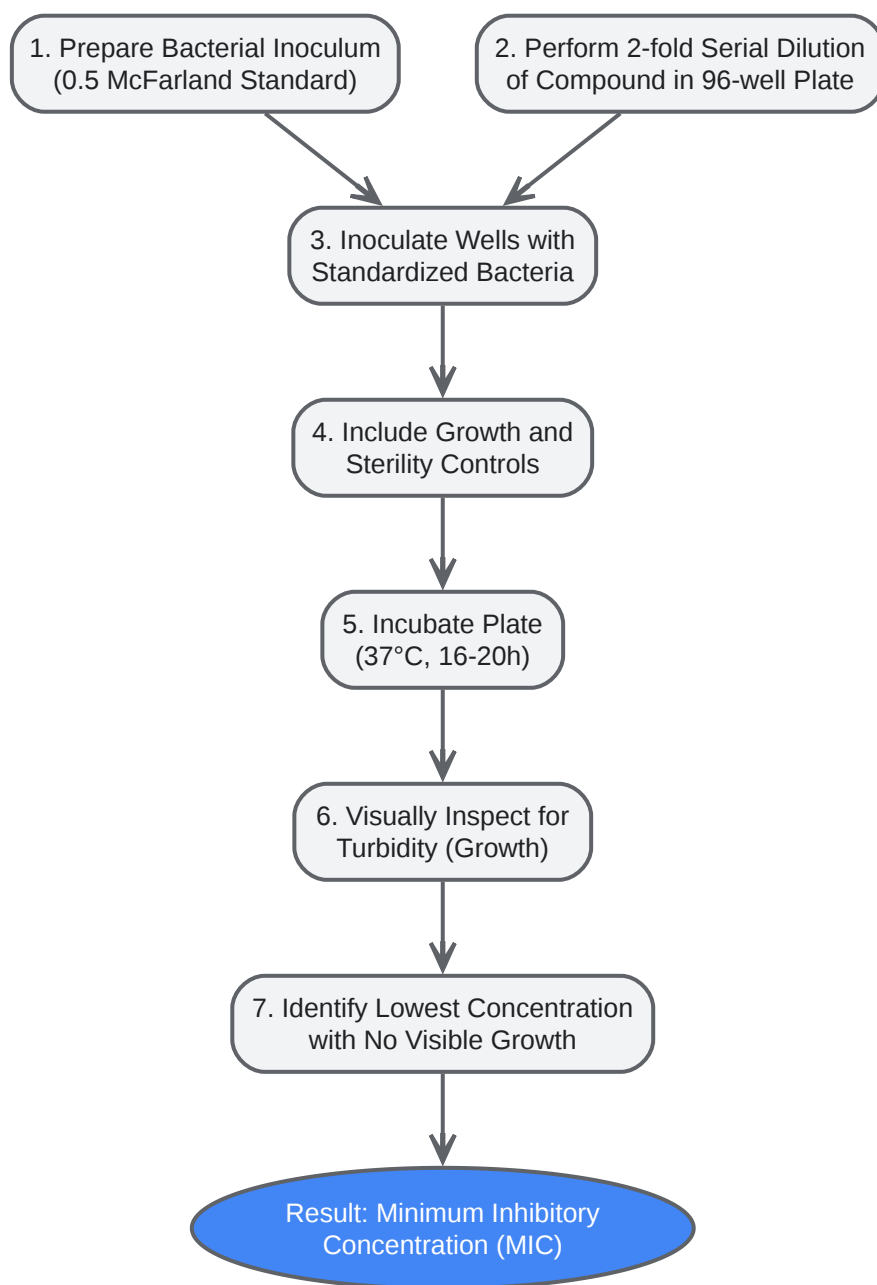 1. Prepare Bacterial Inoculum
(0.5 McFarland Standard)
2. Perform 2-fold Serial Dilution
of Compound in 96-well Plate
3. Inoculate Wells with
Standardized Bacteria
4. Include Growth and
Sterility Controls
5. Incubate Plate
(37°C, 16-20h)
6. Visually Inspect for
Turbidity (Growth)
7. Identify Lowest Concentration
with No Visible Growth
Result: Minimum Inhibitory
Concentration (MIC)